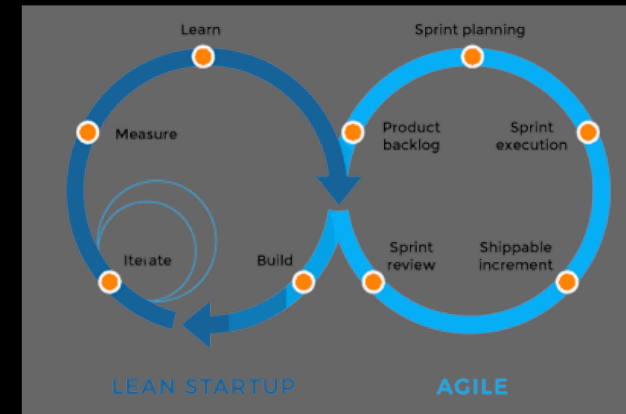 Learn
Sprint planning
Measure
Product
backlog
Sprint
execution
Iterate
Build
Sprint
review
Shippable
increment
LEAN STARTUP
AGILE